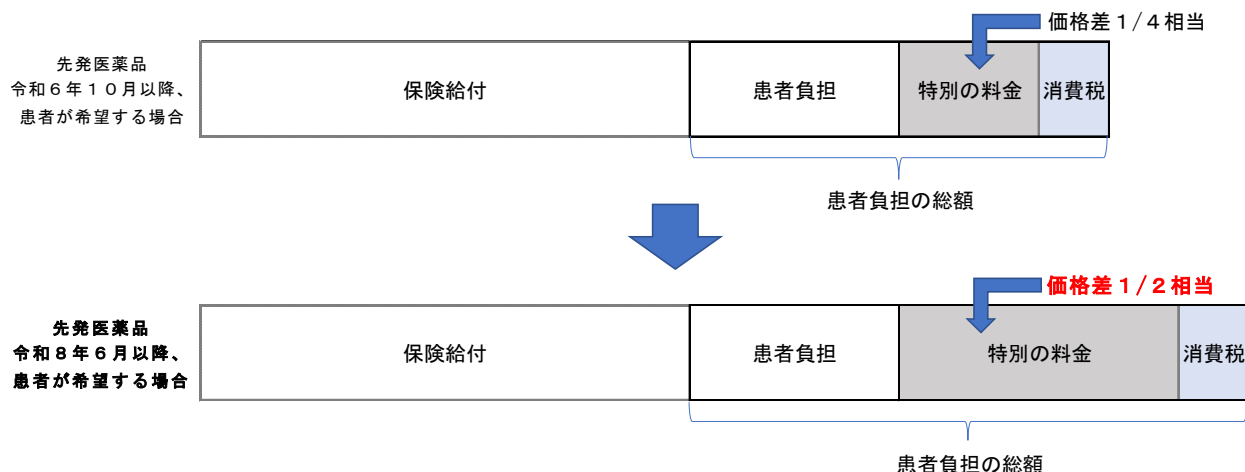 価格差１/４相当
先発医薬品
令和６年１０月以降、
患者が希望する場合
保険給付
患者負担
特別の料金
消費税
患者負担の総額
価格差１/２相当
先発医薬品
令和８年６月以降、
患者が希望する場合
保険給付
患者負担
特別の料金
消費税
患者負担の総額